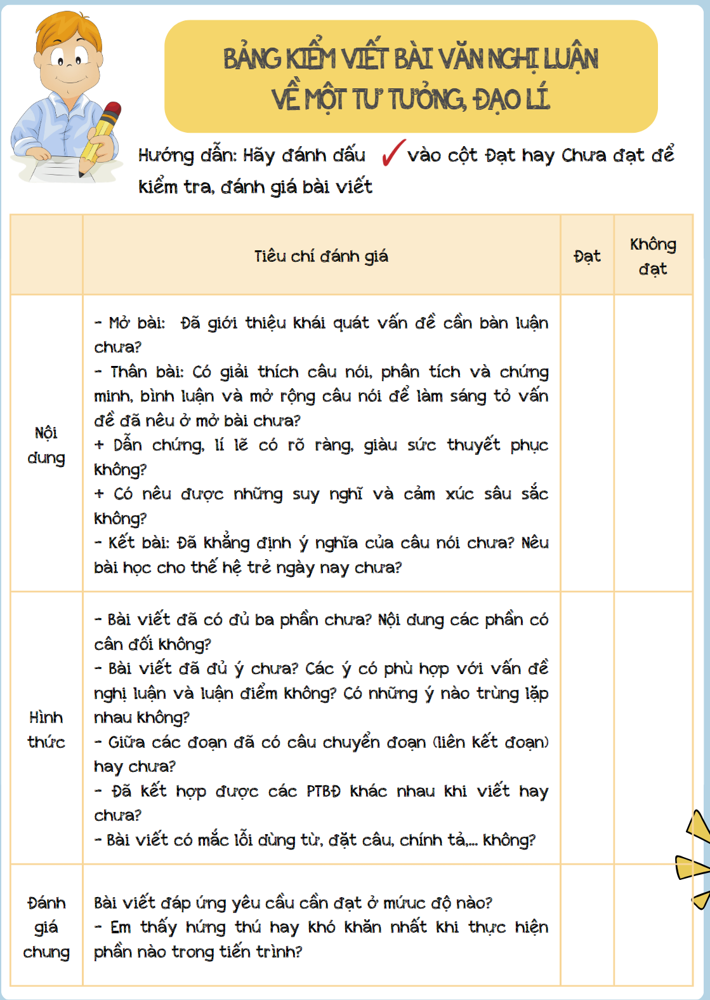 BẢNG KIỂM VIẾT BÀI VĂN NGHỊ LUẬN
VỀ MỘT TƯ TƯỞNG, ĐẠO LÍ
Hướng dẫn: Hãy đánh dấu ✓ vào cột Đạt hay Chưa đạt để
kiểm tra, đánh giá bài viết
Tiêu chí đánh giá
Đạt
Không
đạt
Nội
dung
- Mở bài: Đã giới thiệu khái quát vấn đề cần bàn luận
chưa?
- Thân bài: Có giải thích câu nói, phân tích và chứng
minh, bình luận và mở rộng câu nói để làm sáng tỏ vấn
đề đã nêu ở mở bài chưa?
+ Dẫn chứng, lí lẽ có rõ ràng, giàu sức thuyết phục
không?
+ Có nêu được những suy nghĩ và cảm xúc sâu sắc
không?
- Kết bài: Đã khẳng định ý nghĩa của câu nói chưa? Nêu
bài học cho thế hệ trẻ ngày nay chưa?
Hình
thức
- Bài viết đã có đủ ba phần chưa? Nội dung các phần có
cân đối không?
- Bài viết đã đủ ý chưa? Các ý có phù hợp với vấn đề
nghị luận và luận điểm không? Có những ý nào trùng lặp
nhau không?
- Giữa các đoạn đã có câu chuyển đoạn (liên kết đoạn)
hay chưa?
- Đã kết hợp được các PTBĐ khác nhau khi viết hay
chưa?
- Bài viết có mắc lỗi dùng từ, đặt câu, chính tả,... không?
Đánh
giá
chung
Bài viết đáp ứng yêu cầu cần đạt ở mứuc độ nào?
- Em thấy hứng thú hay khó khăn nhất khi thực hiện
phần nào trong tiến trình?